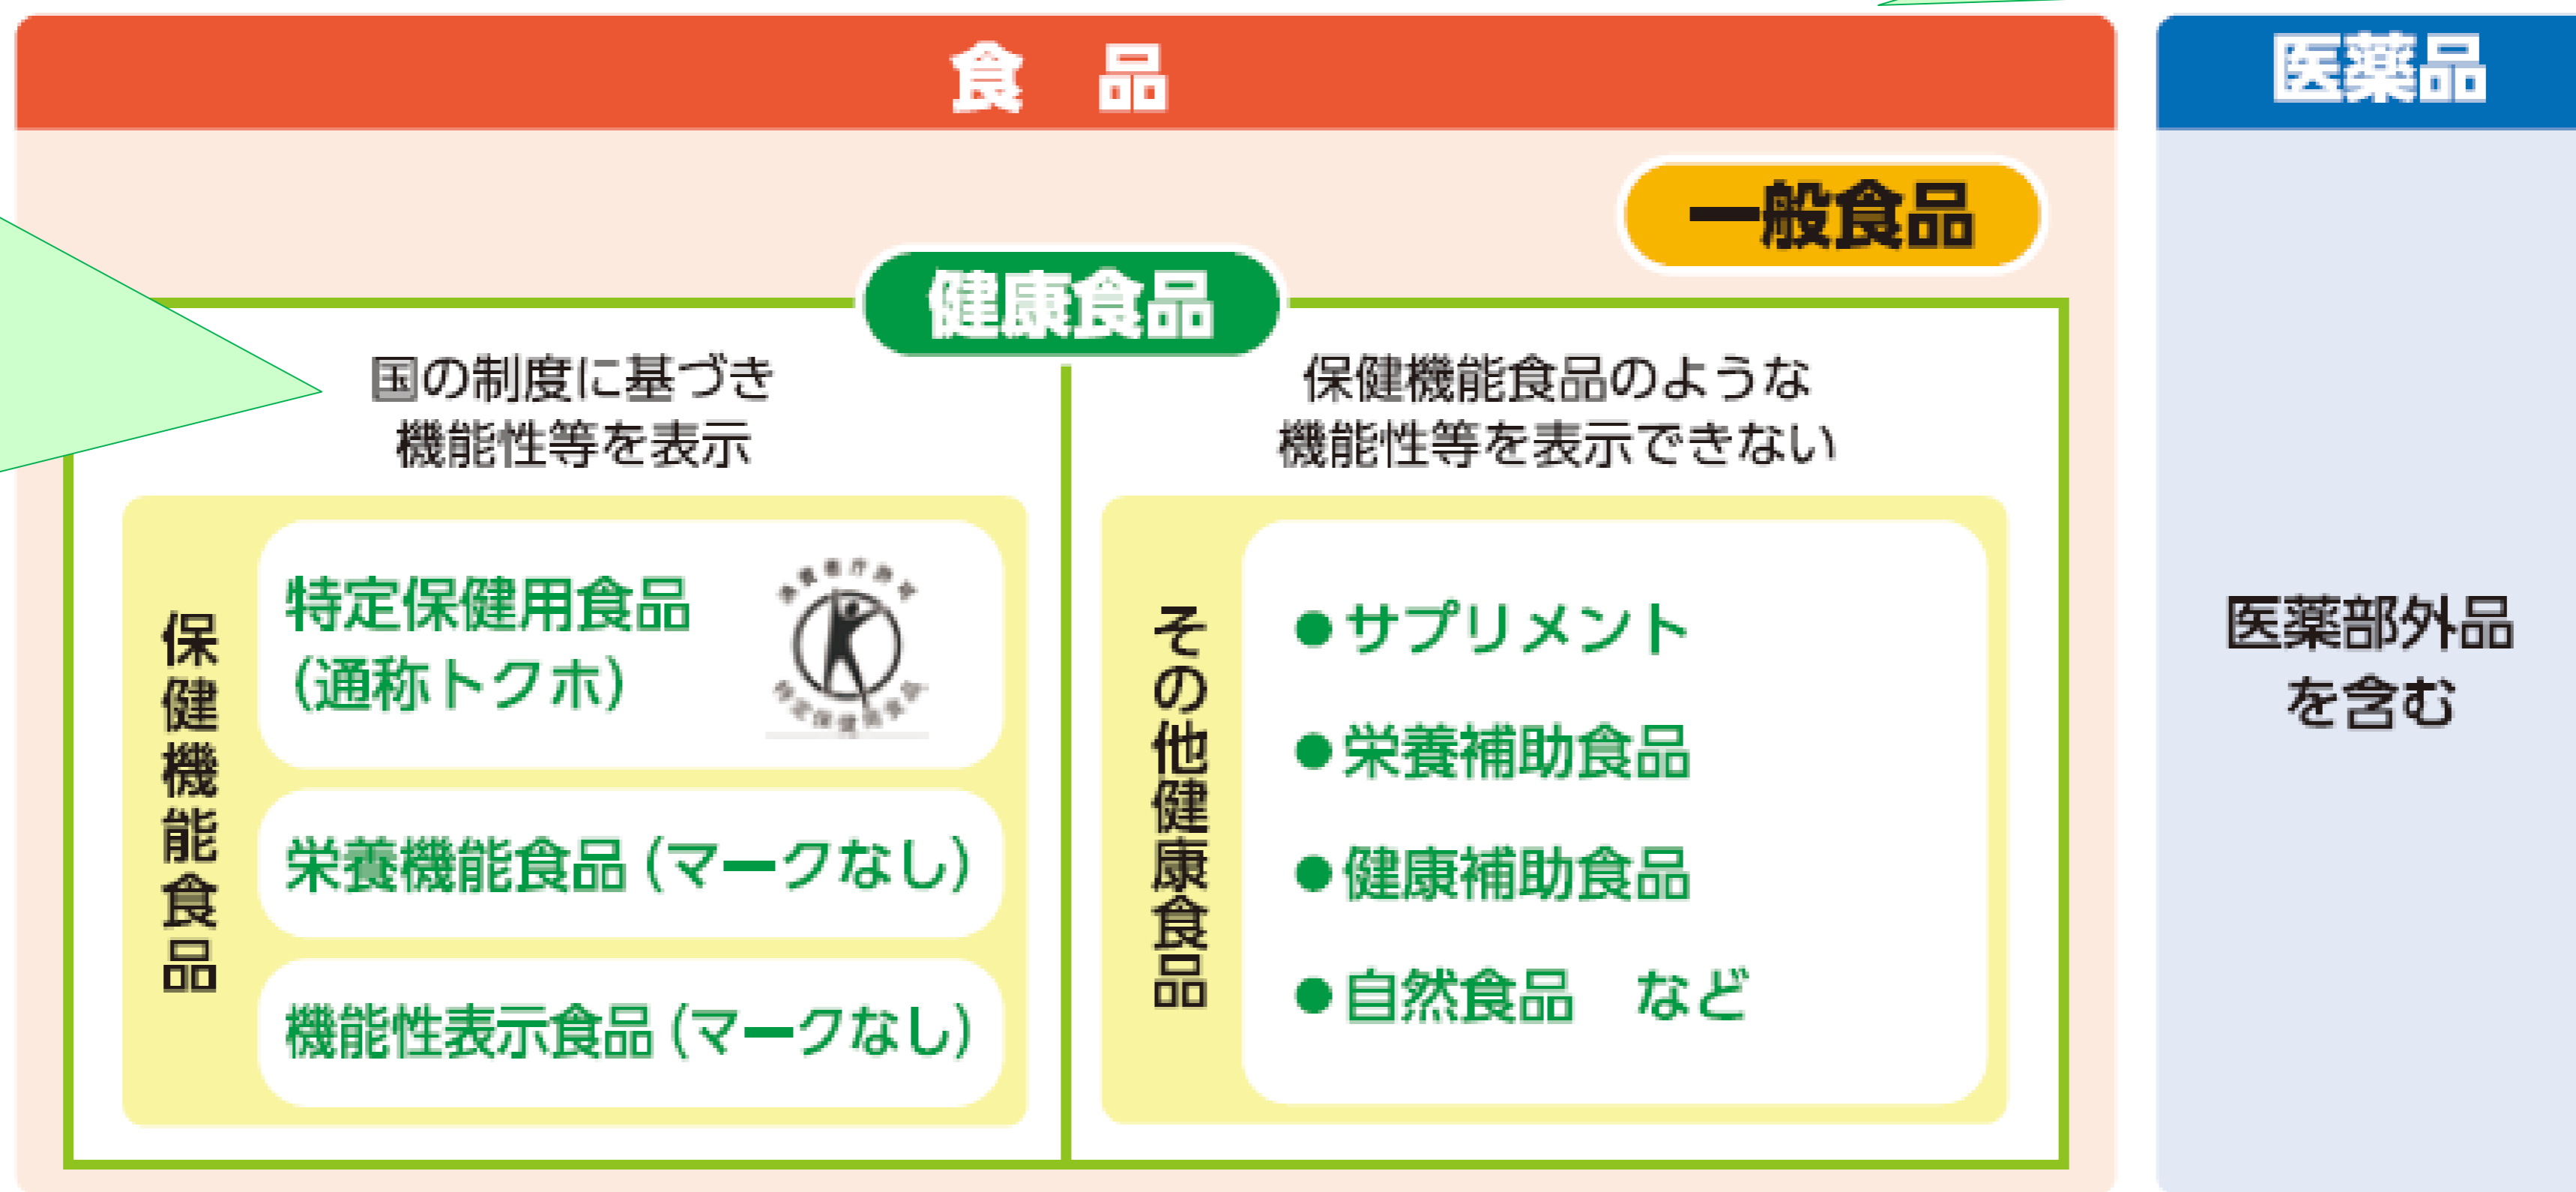 食 品
医薬品
一般食品
健康食品
国の制度に基づき
機能性等を表示
保健機能食品
特定保健用食品
(通称トクホ)
栄養機能食品(マークなし)
機能性表示食品(マークなし)
保健機能食品のような
機能性等を表示できない
その他健康食品
●サプリメント
●栄養補助食品
●健康補助食品
●自然食品 など
医薬部外品
を含む